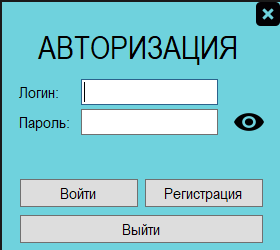 АВТОРИЗАЦИЯ
Логин:
Пароль:
Войти Регистрация
Выйти